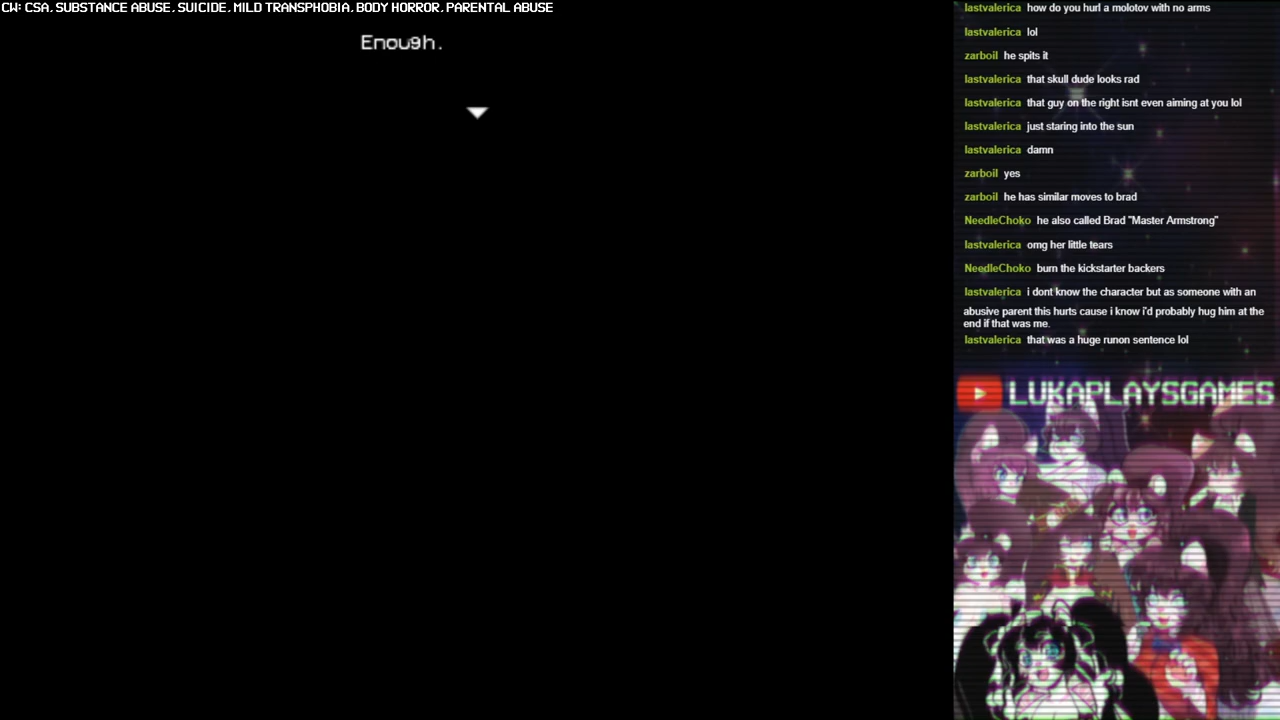 CW: CSA, SUBSTANCE ABUSE, SUICIDE, MILD TRANSPHOBIA, BODY HORROR, PARENTAL ABUSE
Enough.
lastvalerica how do you hurl a molotov with no arms
lastvalerica lol
zarboil he spits it
lastvalerica that skull dude looks rad
lastvalerica that guy on the right isnt even aiming at you lol
lastvalerica just staring into the sun
lastvalerica damn
zarboil yes
zarboil he has similar moves to brad
NeedleChoko he also called Brad "Master Armstrong"
lastvalerica omg her little tears
NeedleChoko burn the kickstarter backers
lastvalerica i dont know the character but as someone with an
abusive parent this hurts cause i know i'd probably hug him at the
end if that was me.
lastvalerica that was a huge runon sentence lol
LUKAPLAYSGAMES